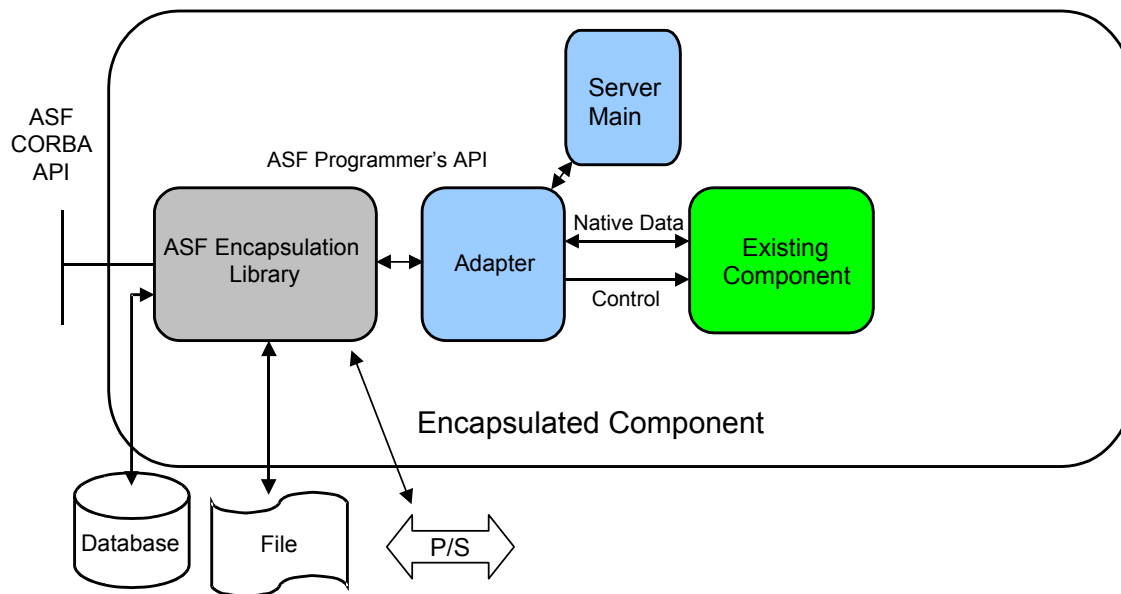 Server
Main
ASF
CORBA
API
ASF Programmer's API
ASF Encapsulation
Library
Adapter
Native Data
Control
Existing
Component
Encapsulated Component
Database
File
P/S